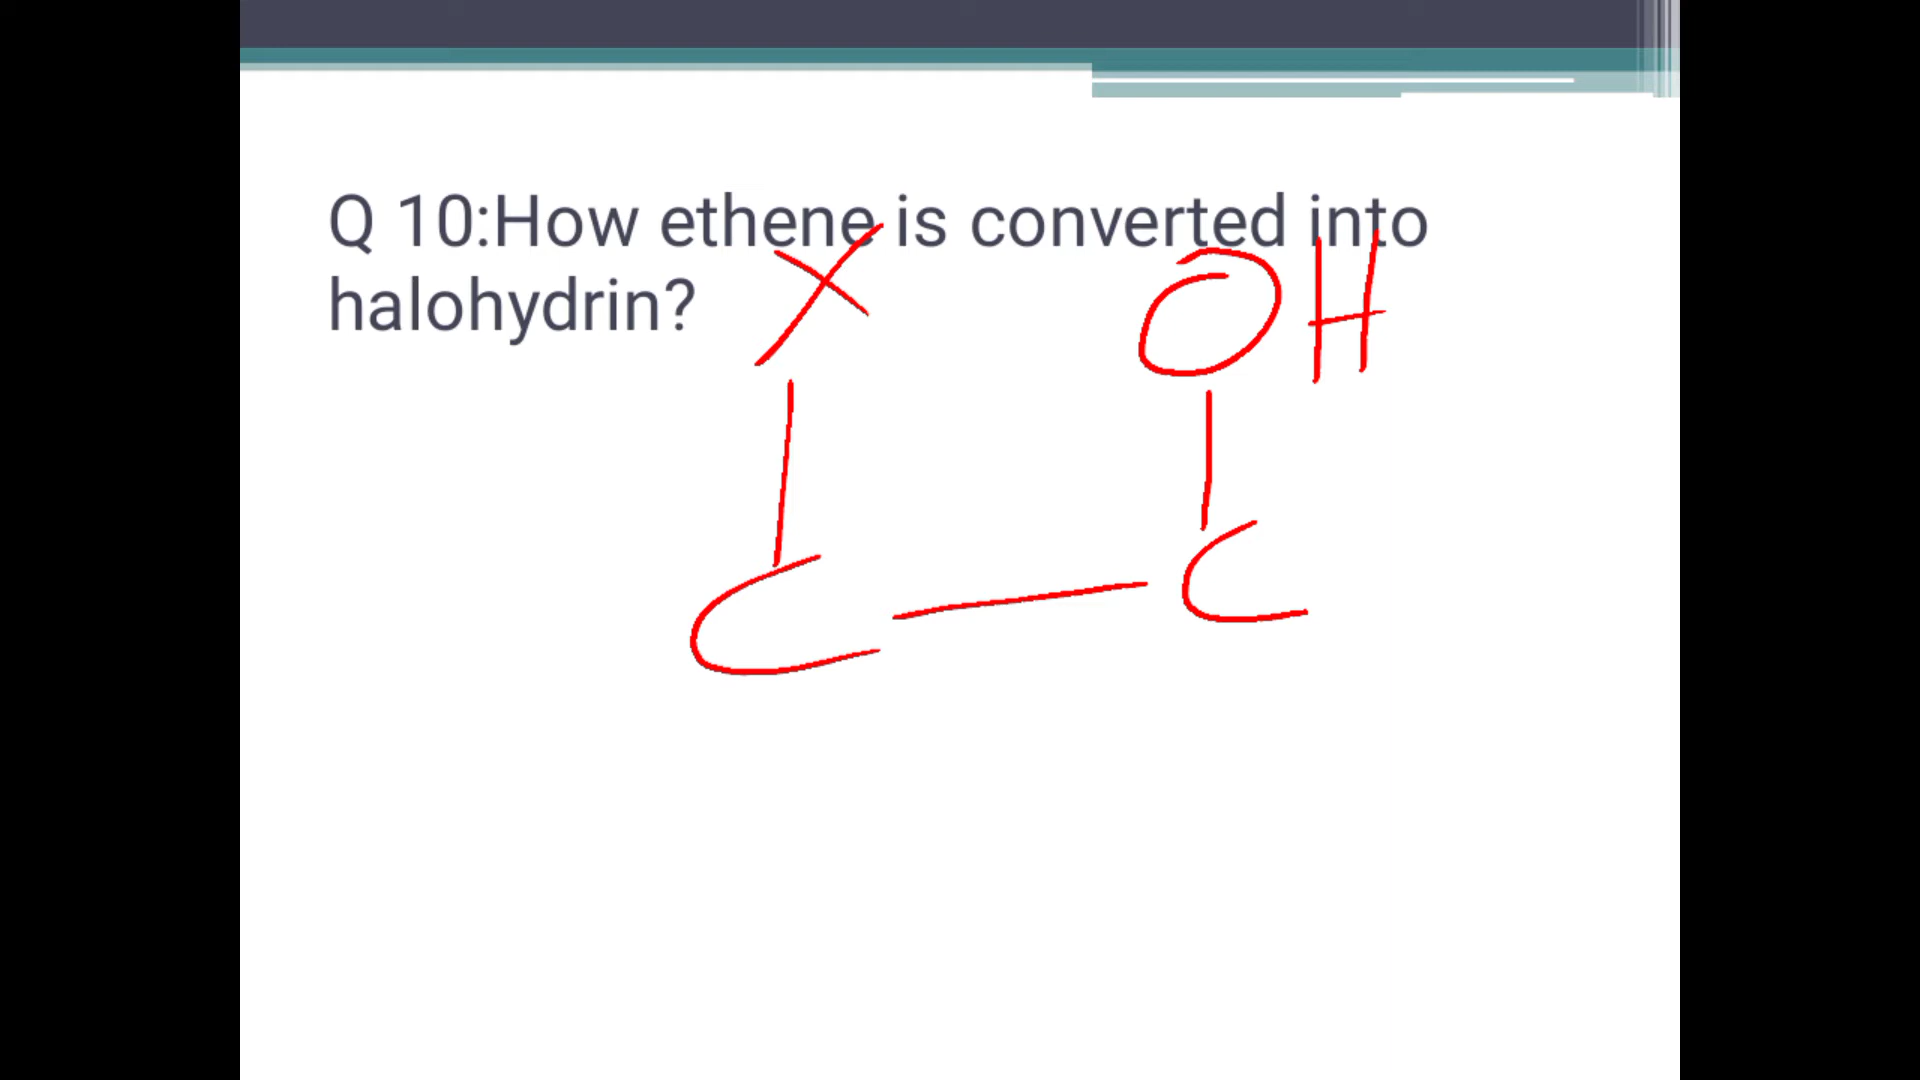 Q 10:How ethene is converted into
halohydrin?
X OH
C C